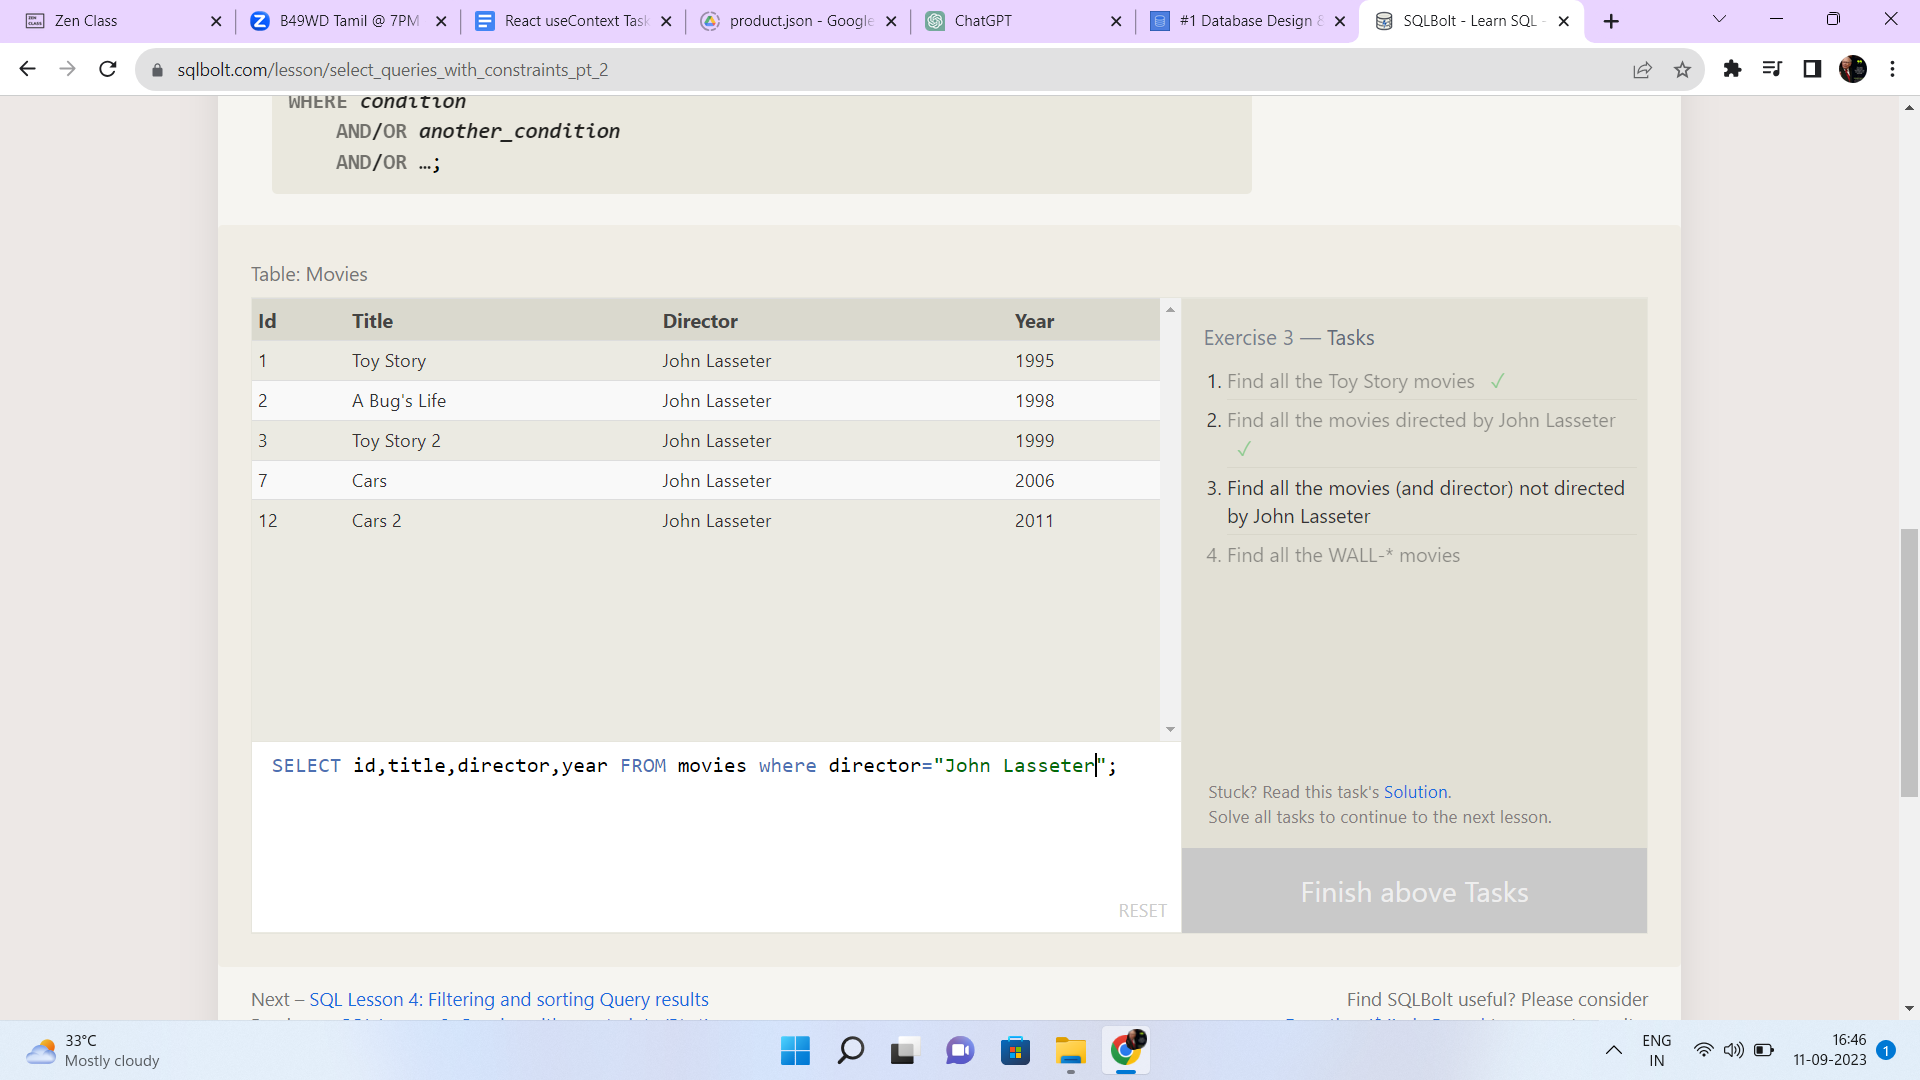 Zen Class
B49WD Tamil @ 7PM
React useContext Task
product.json - Google
ChatGPT
#1 Database Design &
SQLBolt - Learn SQL -
sqlbolt.com/lesson/select_queries_with_constraints_pt_2
WHERE condition
AND/OR another_condition
AND/OR …;
Table: Movies
Id Title Director Year
1 Toy Story John Lasseter 1995
2 A Bug's Life John Lasseter 1998
3 Toy Story 2 John Lasseter 1999
7 Cars John Lasseter 2006
12 Cars 2 John Lasseter 2011
Exercise 3 — Tasks
1. Find all the Toy Story movies ✓
2. Find all the movies directed by John Lasseter
✓
3. Find all the movies (and director) not directed
by John Lasseter
4. Find all the WALL-* movies
SELECT id,title,director,year FROM movies where director="John Lasseter";
RESET
Stuck? Read this task's Solution.
Solve all tasks to continue to the next lesson.
Finish above Tasks
Next – SQL Lesson 4: Filtering and sorting Query results
Find SQLBolt useful? Please consider
33°C
Mostly cloudy
ENG
IN
16:46
11-09-2023
1